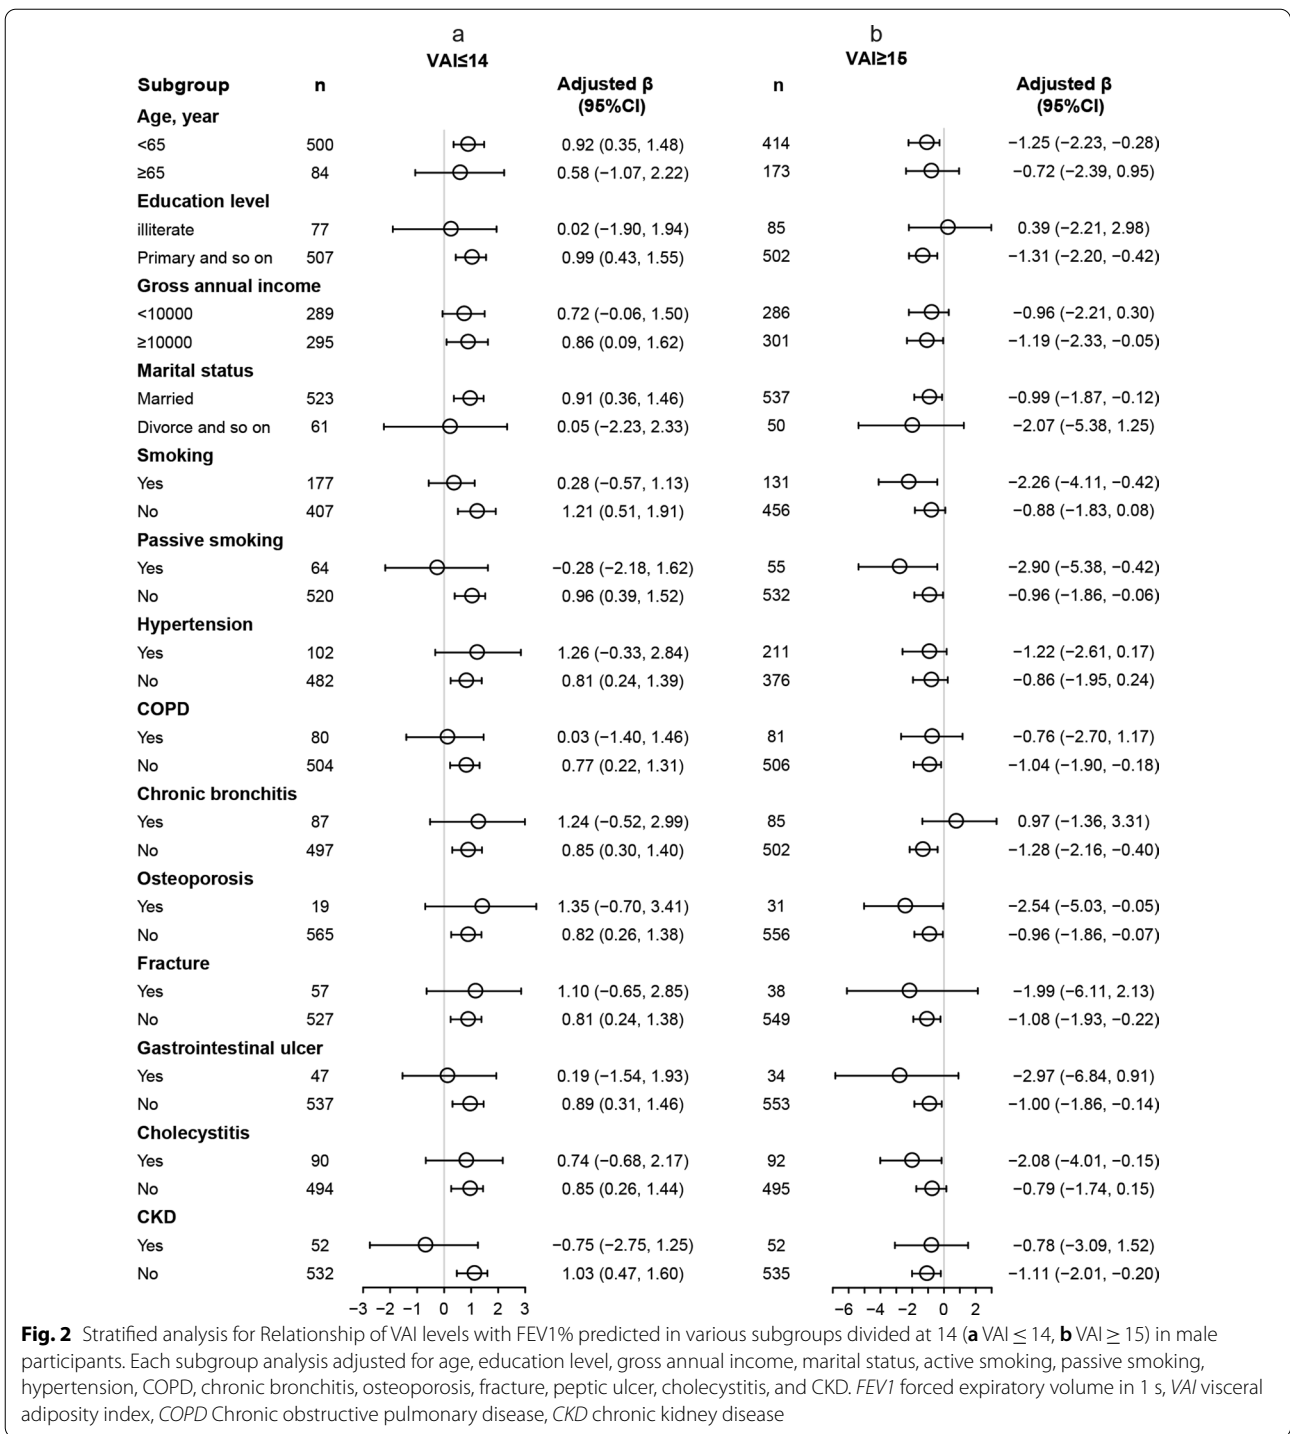 a b
VAI≤14 VAI≥15
Subgroup n Adjusted β n Adjusted β
(95%CI) (95%CI)
Age, year
<65 500 0.92 (0.35, 1.48) 414 −1.25 (−2.23, −0.28)
≥65 84 0.58 (−1.07, 2.22) 173 −0.72 (−2.39, 0.95)
Education level
illiterate 77 0.02 (−1.90, 1.94) 85 0.39 (−2.21, 2.98)
Primary and so on 507 0.99 (0.43, 1.55) 502 −1.31 (−2.20, −0.42)
Gross annual income
<10000 289 0.72 (−0.06, 1.50) 286 −0.96 (−2.21, 0.30)
≥10000 295 0.86 (0.09, 1.62) 301 −1.19 (−2.33, −0.05)
Marital status
Married 523 0.91 (0.36, 1.46) 537 −0.99 (−1.87, −0.12)
Divorce and so on 61 0.05 (−2.23, 2.33) 50 −2.07 (−5.38, 1.25)
Smoking
Yes 177 0.28 (−0.57, 1.13) 131 −2.26 (−4.11, −0.42)
No 407 1.21 (0.51, 1.91) 456 −0.88 (−1.83, 0.08)
Passive smoking
Yes 64 −0.28 (−2.18, 1.62) 55 −2.90 (−5.38, −0.42)
No 520 0.96 (0.39, 1.52) 532 −0.96 (−1.86, −0.06)
Hypertension
Yes 102 1.26 (−0.33, 2.84) 211 −1.22 (−2.61, 0.17)
No 482 0.81 (0.24, 1.39) 376 −0.86 (−1.95, 0.24)
COPD
Yes 80 0.03 (−1.40, 1.46) 81 −0.76 (−2.70, 1.17)
No 504 0.77 (0.22, 1.31) 506 −1.04 (−1.90, −0.18)
Chronic bronchitis
Yes 87 1.24 (−0.52, 2.99) 85 0.97 (−1.36, 3.31)
No 497 0.85 (0.30, 1.40) 502 −1.28 (−2.16, −0.40)
Osteoporosis
Yes 19 1.35 (−0.70, 3.41) 31 −2.54 (−5.03, −0.05)
No 565 0.82 (0.26, 1.38) 556 −0.96 (−1.86, −0.07)
Fracture
Yes 57 1.10 (−0.65, 2.85) 38 −1.99 (−6.11, 2.13)
No 527 0.81 (0.24, 1.38) 549 −1.08 (−1.93, −0.22)
Gastrointestinal ulcer
Yes 47 0.19 (−1.54, 1.93) 34 −2.97 (−6.84, 0.91)
No 537 0.89 (0.31, 1.46) 553 −1.00 (−1.86, −0.14)
Cholecystitis
Yes 90 0.74 (−0.68, 2.17) 92 −2.08 (−4.01, −0.15)
No 494 0.85 (0.26, 1.44) 495 −0.79 (−1.74, 0.15)
CKD
Yes 52 −0.75 (−2.75, 1.25) 52 −0.78 (−3.09, 1.52)
No 532 1.03 (0.47, 1.60) 535 −1.11 (−2.01, −0.20)
−3 −2 −1 0 1 2 3 −6 −4 −2 0 2
Fig. 2 Stratified analysis for Relationship of VAI levels with FEV1% predicted in various subgroups divided at 14 (a VAI ≤ 14, b VAI ≥ 15) in male
participants. Each subgroup analysis adjusted for age, education level, gross annual income, marital status, active smoking, passive smoking,
hypertension, COPD, chronic bronchitis, osteoporosis, fracture, peptic ulcer, cholecystitis, and CKD. FEV1 forced expiratory volume in 1 s, VAI visceral
adiposity index, COPD Chronic obstructive pulmonary disease, CKD chronic kidney disease